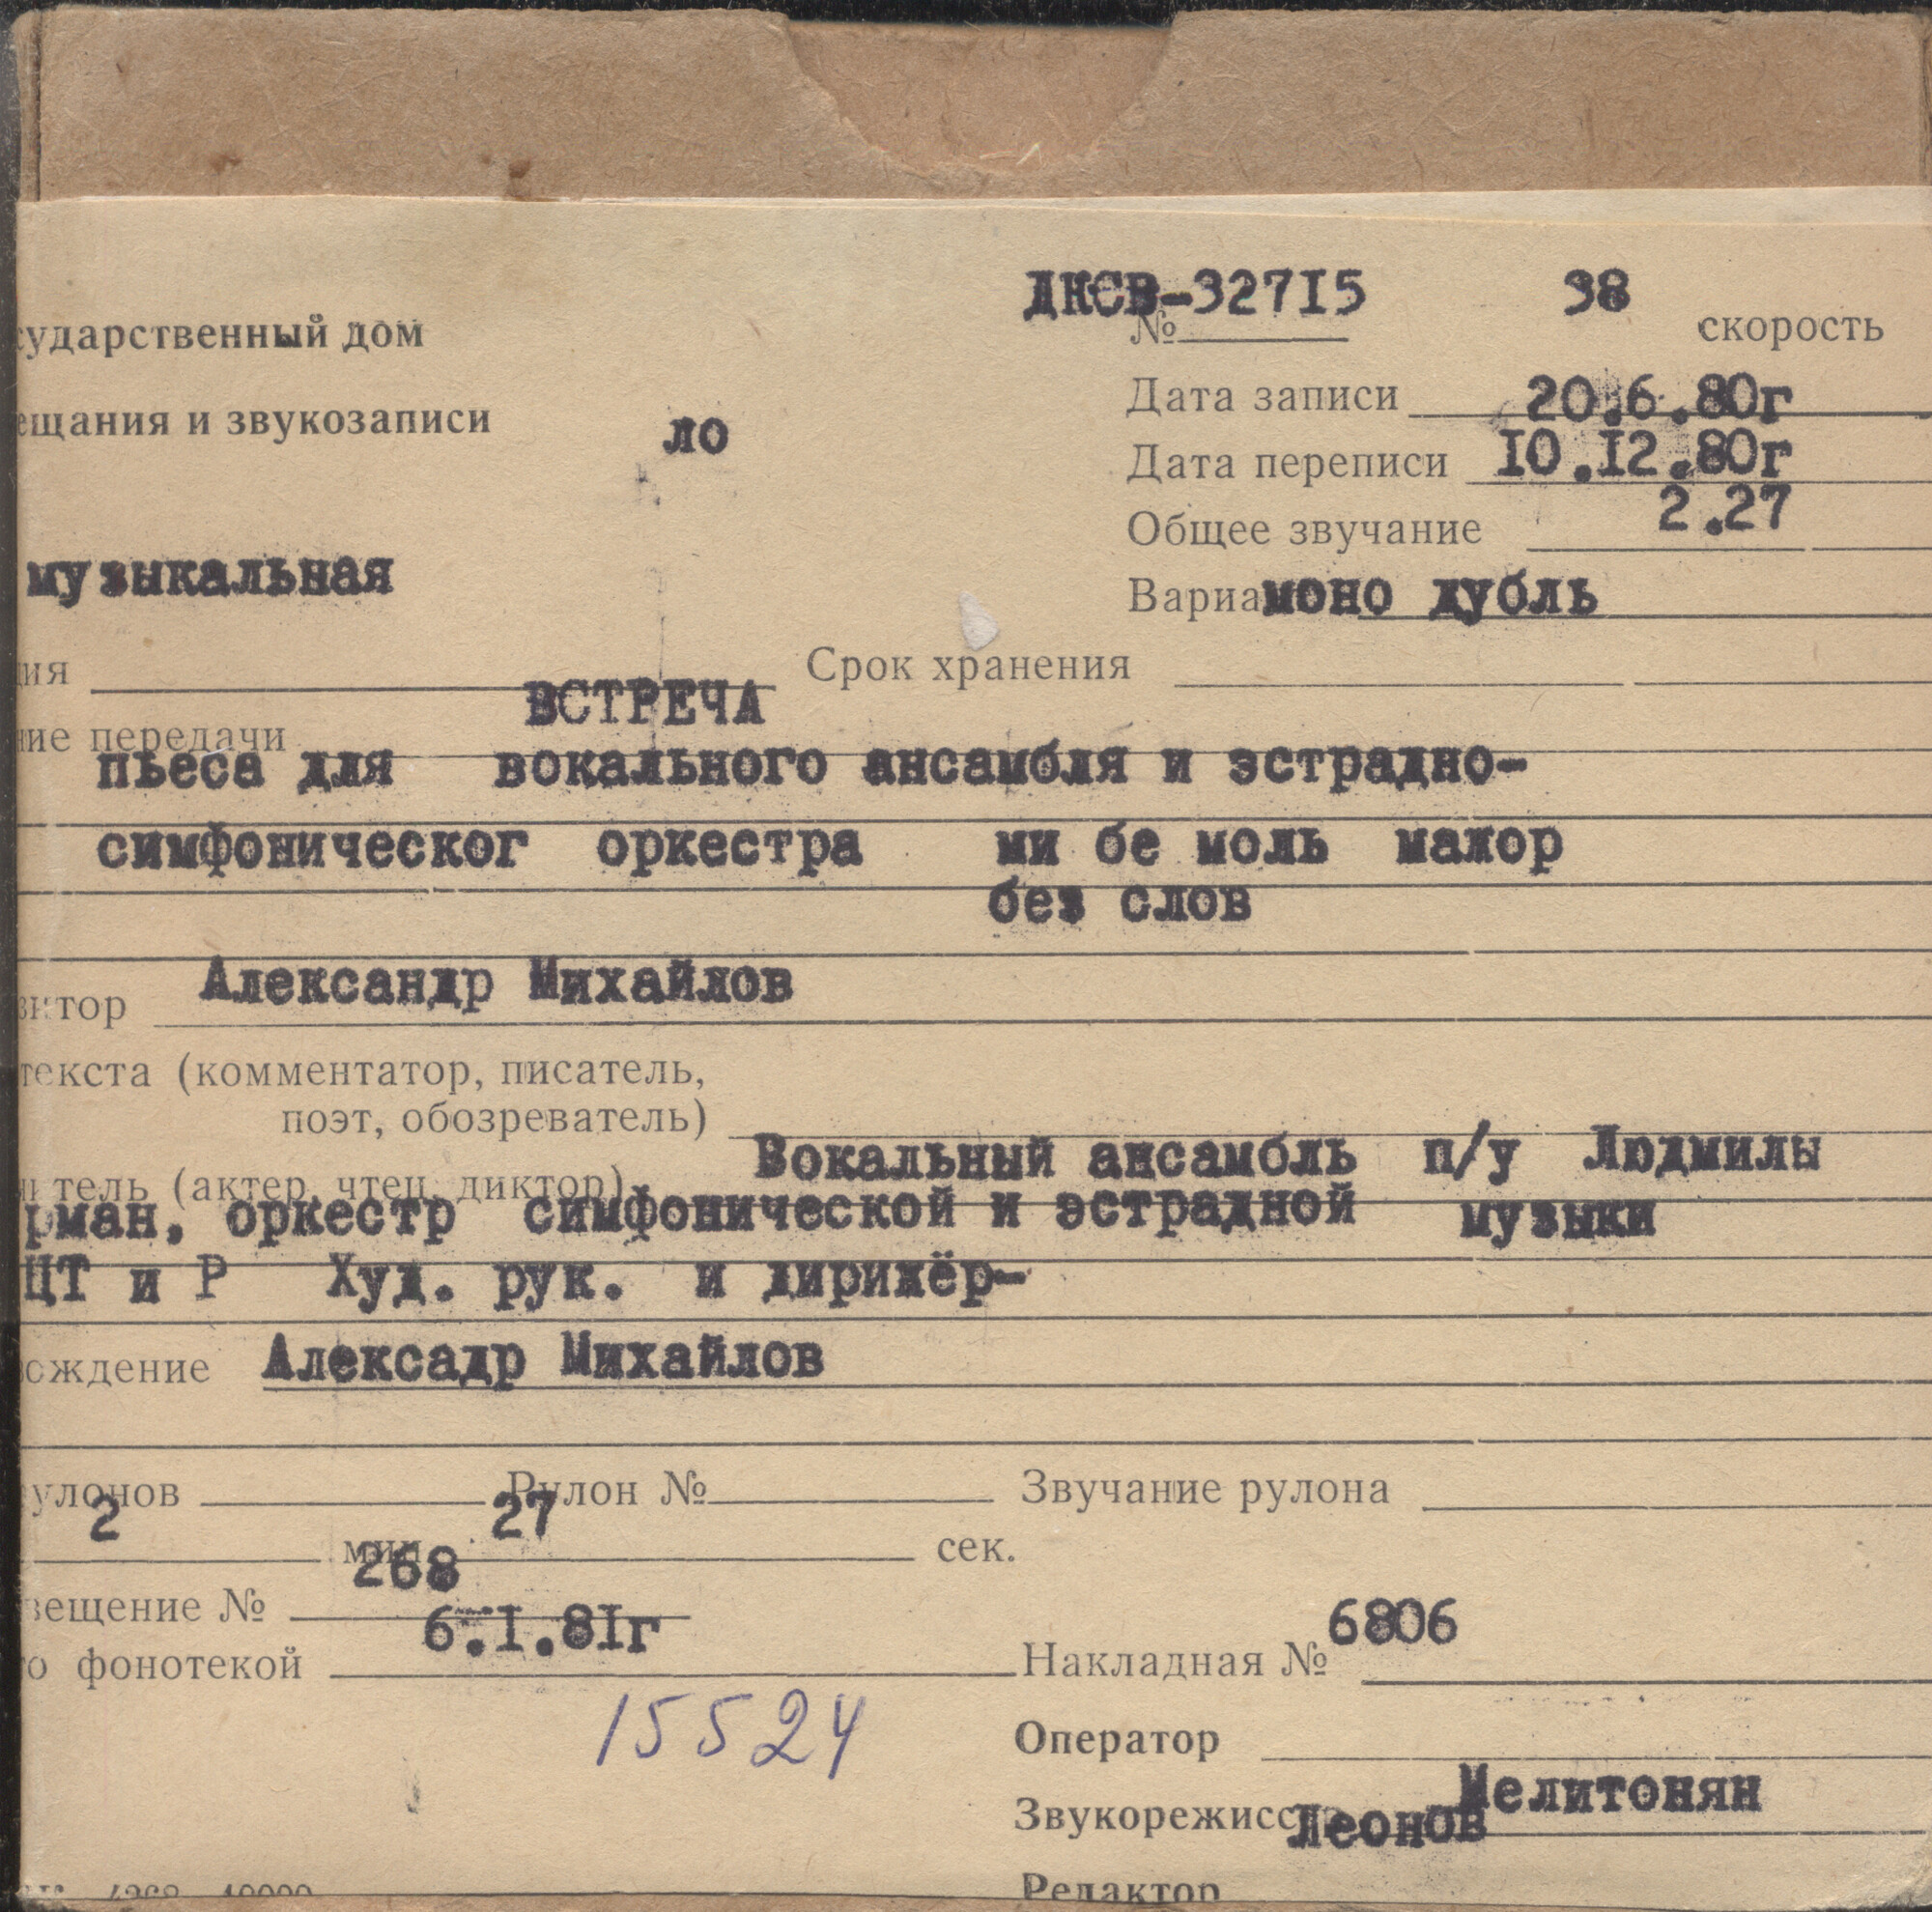 ДКСВ-32715 38
сударственный дом № скорость
ещания и звукозаписи ло Дата записи 20.6.80г
Дата переписи 10.12.80г
Общее звучание 2.27
музыкальная Вариа моно дубль
ия Срок хранения
ВСТРЕЧА
ние передачи
пьеса для вокального ансамбля и эстрадно-
симфоническог оркестра ми бе моль мажор
без слов
Александр Михайлов
зитор
текста (комментатор, писатель,
поэт, обозреватель)
Вокальный ансамбль п/у Людмилы
итель (актер, чтец, диктор)
рман, оркестр симфонической и эстрадной музыки
ЦТ и Р Худ. рук. и дирижёр-
ождение Алексадр Михайлов
улонов Рулон № Звучание рулона
2 мин. 27 сек.
268
вещение №
6.I.81г 6806
о фонотекой Накладная №
15524
Оператор
Мелитонян
Звукорежисс Леонов
4268 10000
Редактор